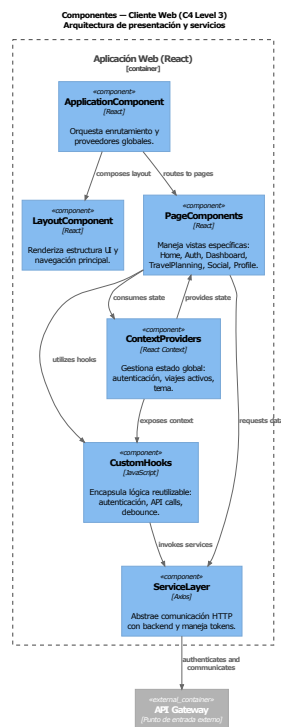 Componentes — Cliente Web (C4 Level 3)
Arquitectura de presentación y servicios
Aplicación Web (React)
[container]
«component»
ApplicationComponent
[React]
Orquesta enrutamiento y
proveedores globales.
composes layout
routes to pages
«component»
LayoutComponent
[React]
Renderiza estructura UI y
navegación principal.
«component»
PageComponents
[React]
Maneja vistas específicas:
Home, Auth, Dashboard,
TravelPlanning, Social, Profile.
consumes state
provides state
«component»
ContextProviders
[React Context]
Gestiona estado global:
autenticación, viajes activos,
tema.
utilizes hooks
exposes context
requests data
«component»
CustomHooks
[JavaScript]
Encapsula lógica reutilizable:
autenticación, API calls,
debounce.
invokes services
«component»
ServiceLayer
[Axios]
Abstrae comunicación HTTP
con backend y maneja tokens.
authenticates and
communicates
«external_container»
API Gateway
[Punto de entrada externo]